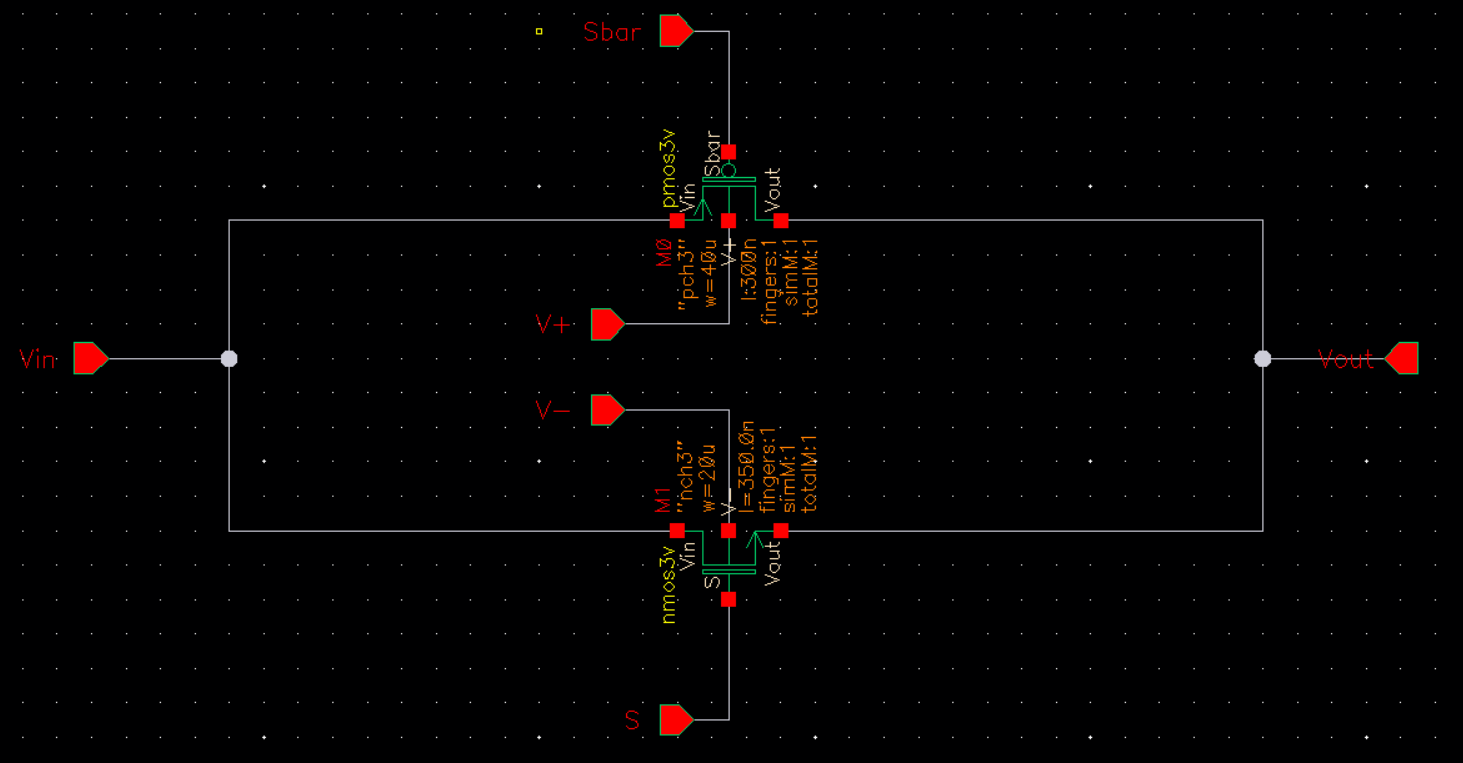 Sbar
pmos3v
Sbar
Vin
Vout
M0
"pch3"
w=40u
V+
l:300n
fingers:1
simM:1
totalM:1
V+
Vin
Vout
V-
M1
"nch3"
w=20u
V-
l=350.0n
fingers:1
simM:1
totalM:1
nmos3v
Vin
S
Vout
S